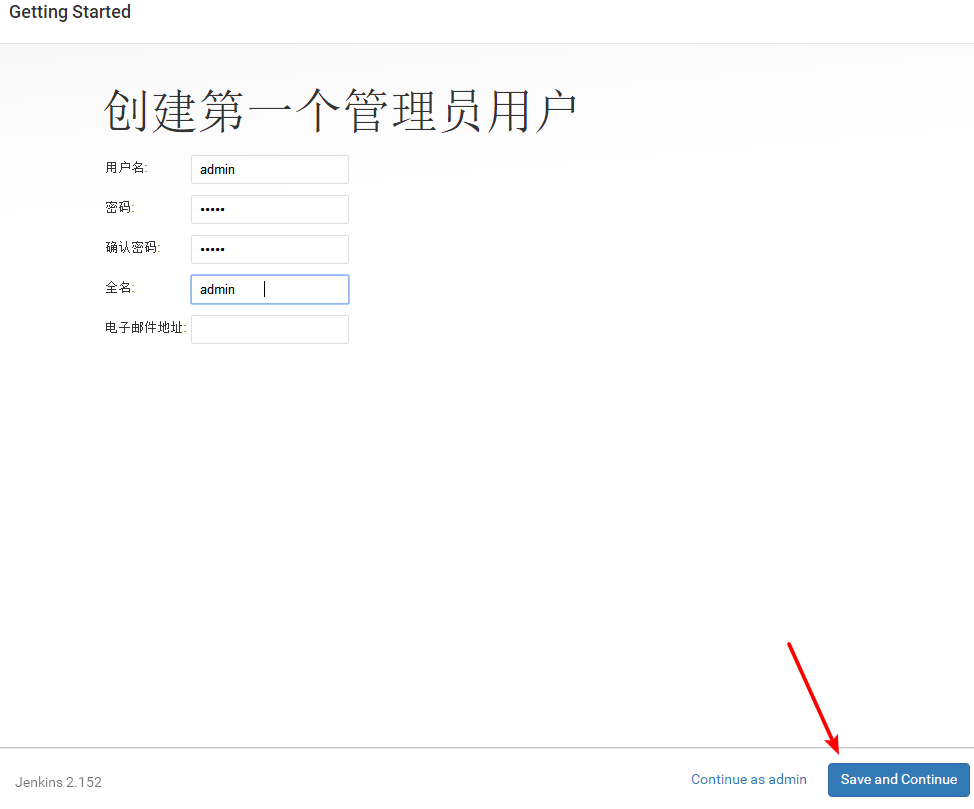 Getting Started
创建第一个管理员用户
用户名: admin
密码: •••••
确认密码: •••••
全名: admin
电子邮件地址:
Jenkins 2.152 Continue as admin Save and Continue